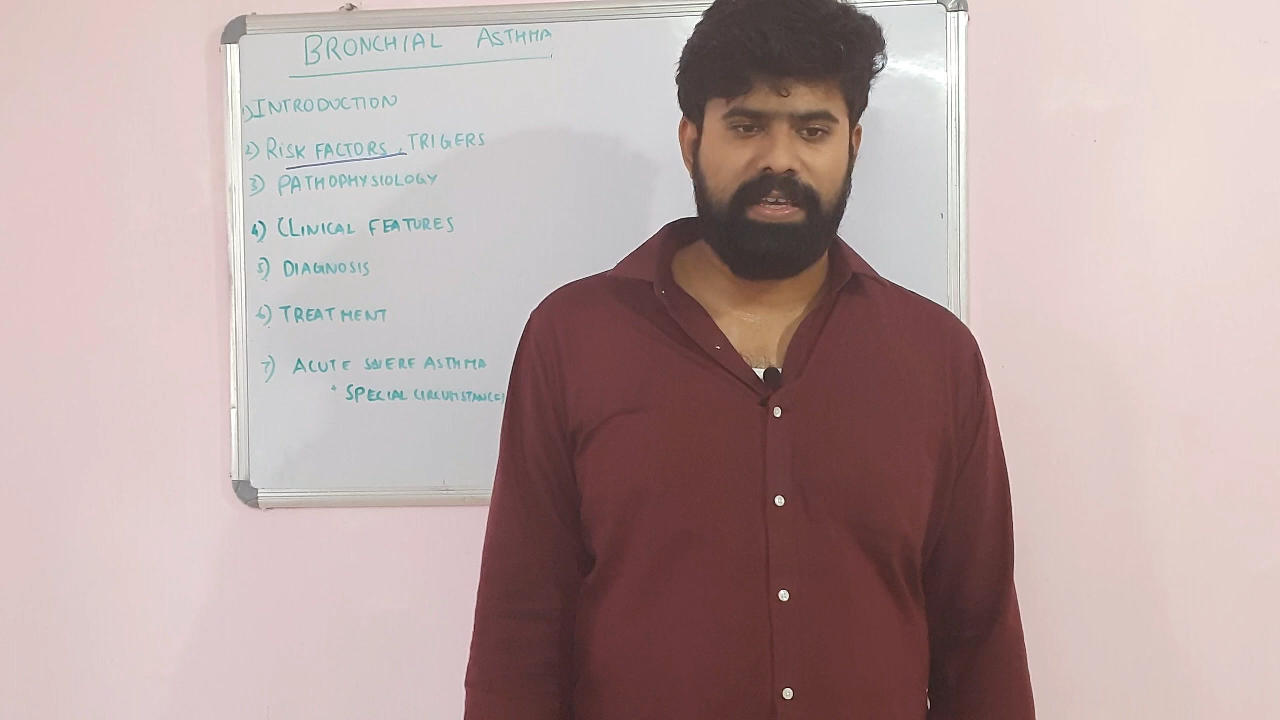 BRONCHIAL ASTHMA
1) INTRODUCTION
2) RISK FACTORS, TRIGERS
3) PATHOPHYSIOLOGY
4) CLINICAL FEATURES
5) DIAGNOSIS
6) TREATMENT
7) ACUTE SEVERE ASTHMA
* SPECIAL CIRCUMSTANCES